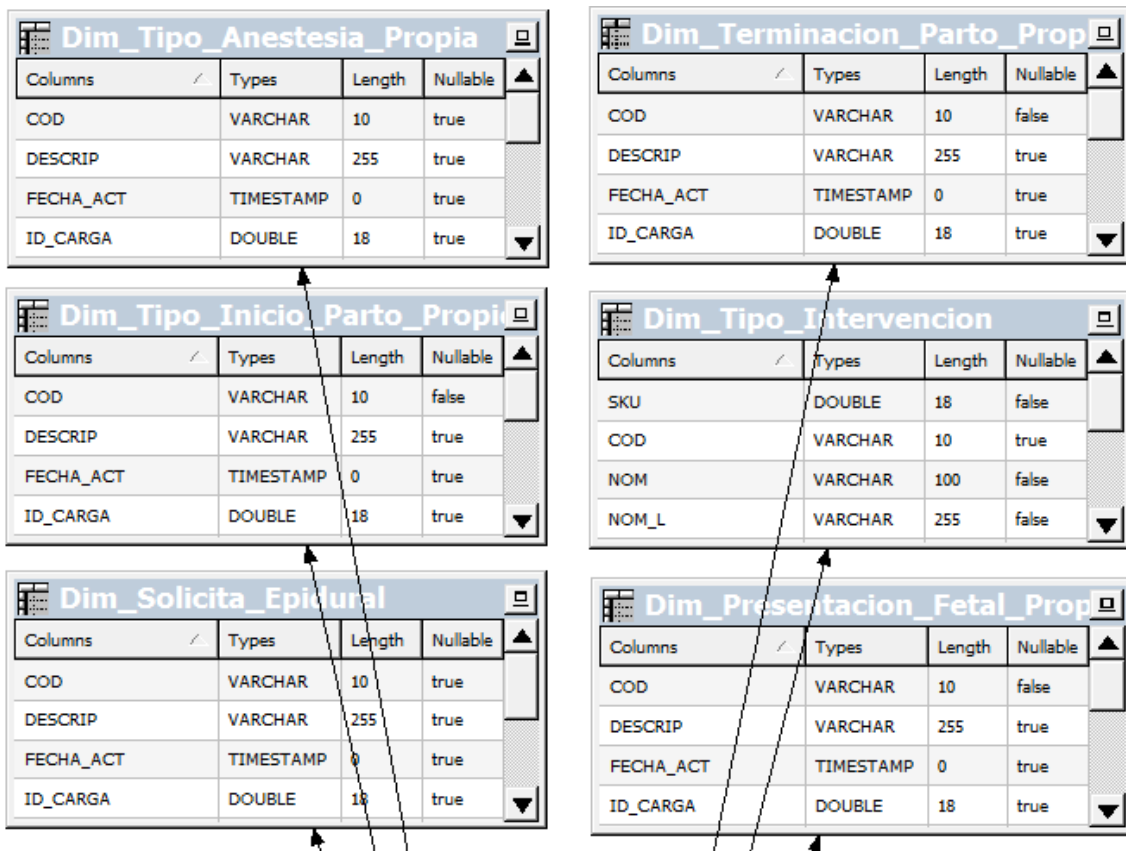 Dim_Tipo_Anestesia_Propia
Columns Types Length Nullable
COD VARCHAR 10 true
DESCRIP VARCHAR 255 true
FECHA_ACT TIMESTAMP 0 true
ID_CARGA DOUBLE 18 true
Dim_Tipo_Inicio_Parto_Propio
Columns Types Length Nullable
COD VARCHAR 10 false
DESCRIP VARCHAR 255 true
FECHA_ACT TIMESTAMP 0 true
ID_CARGA DOUBLE 18 true
Dim_Solicita_Epidural
Columns Types Length Nullable
COD VARCHAR 10 true
DESCRIP VARCHAR 255 true
FECHA_ACT TIMESTAMP 0 true
ID_CARGA DOUBLE 18 true
Dim_Terminacion_Parto_Prop
Columns Types Length Nullable
COD VARCHAR 10 false
DESCRIP VARCHAR 255 true
FECHA_ACT TIMESTAMP 0 true
ID_CARGA DOUBLE 18 true
Dim_Tipo_Intervencion
Columns Types Length Nullable
SKU DOUBLE 18 false
COD VARCHAR 10 true
NOM VARCHAR 100 false
NOM_L VARCHAR 255 false
Dim_Presentacion_Fetal_Prop
Columns Types Length Nullable
COD VARCHAR 10 false
DESCRIP VARCHAR 255 true
FECHA_ACT TIMESTAMP 0 true
ID_CARGA DOUBLE 18 true